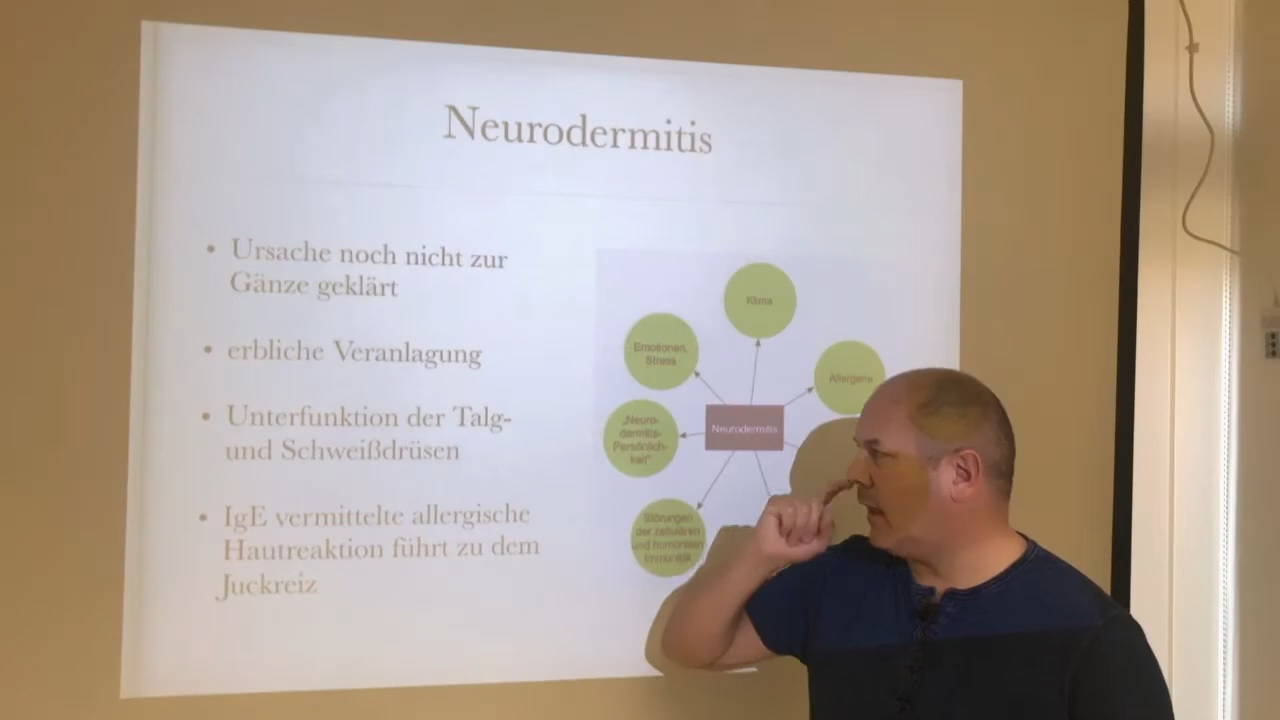 Neurodermitis
• Ursache noch nicht zur
Gänze geklärt
• erbliche Veranlagung
• Unterfunktion der Talg-
und Schweißdrüsen
• IgE vermittelte allergische
Hautreaktion führt zu dem
Juckreiz
Klima
Emotionen,
Stress
Allergene
„Neuro-
dermitis-
Persönlich-
keit"
Neurodermitis
Störungen
der zellulären
und humoralen
Immunität